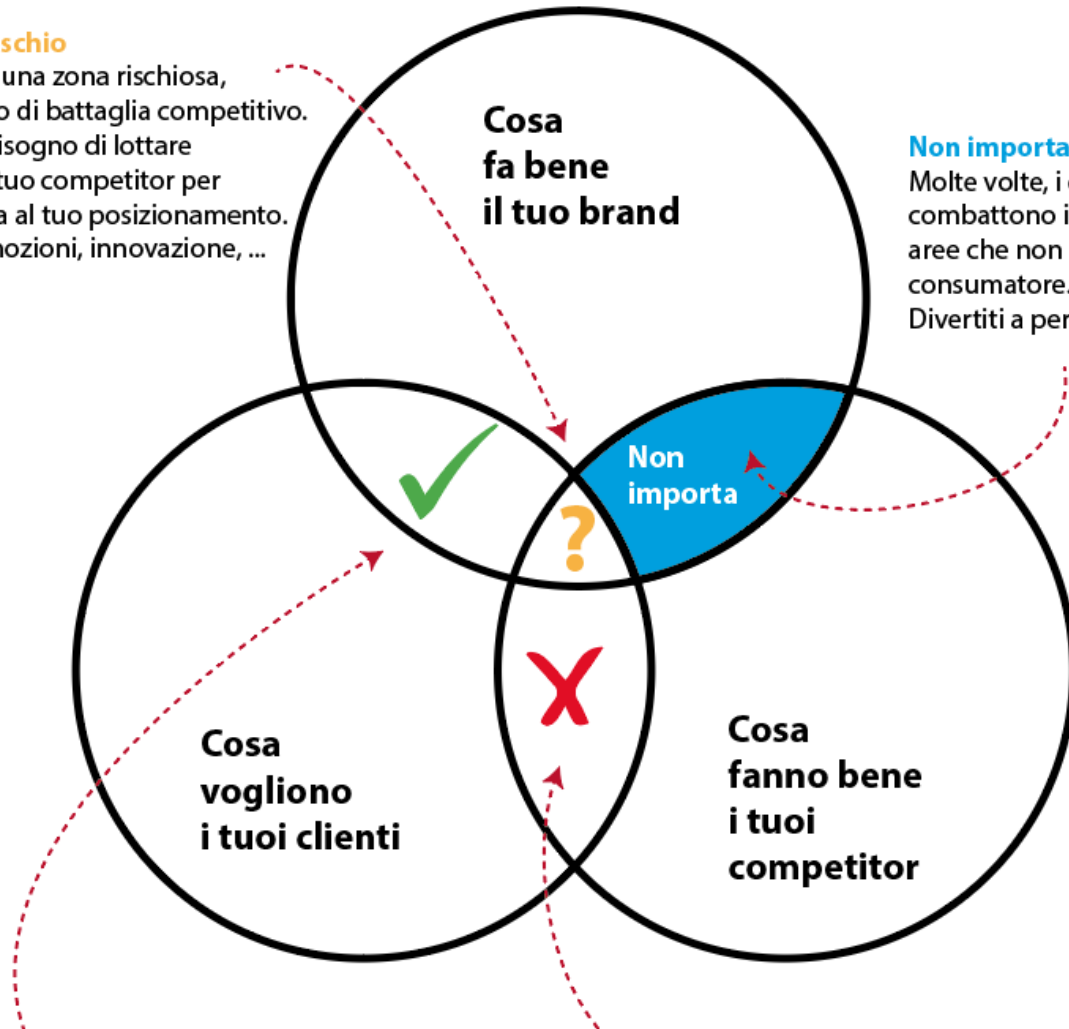 schio
una zona rischiosa,
o di battaglia competitivo.
isogno di lottare
tuo competitor per
a al tuo posizionamento.
nozioni, innovazione, ...
Cosa
fa bene
il tuo brand
Non importa
Molte volte, i
combattono i
aree che non
consumatore.
Divertiti a per
Non
importa
?
Cosa
vogliono
i tuoi clienti
Cosa
fanno bene
i tuoi
competitor